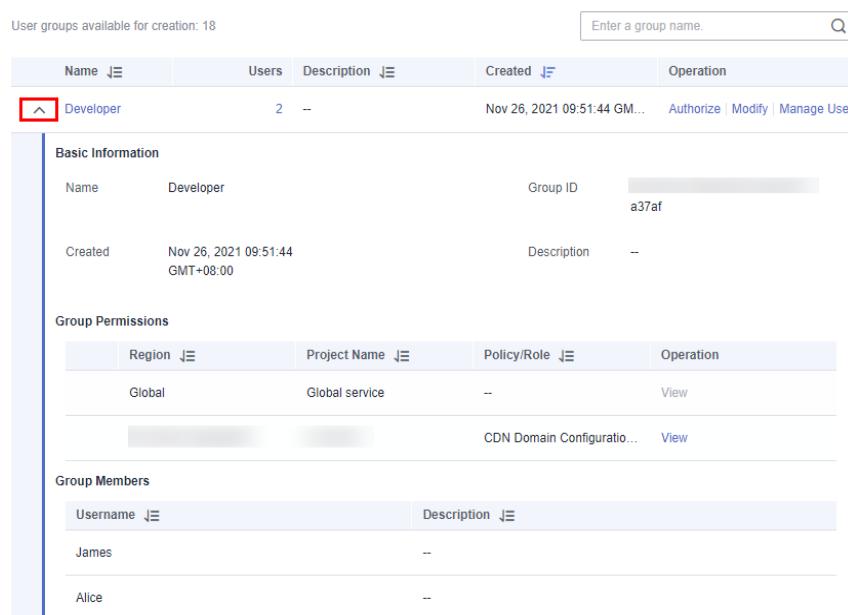 User groups available for creation: 18
Enter a group name.
Name Users Description Created Operation
Developer 2 -- Nov 26, 2021 09:51:44 GM... Authorize Modify Manage Use
Basic Information
Name Developer Group ID
a37af
Created Nov 26, 2021 09:51:44 Description --
GMT+08:00
Group Permissions
Region Project Name Policy/Role Operation
Global Global service -- View
CDN Domain Configuratio... View
Group Members
Username Description
James --
Alice --